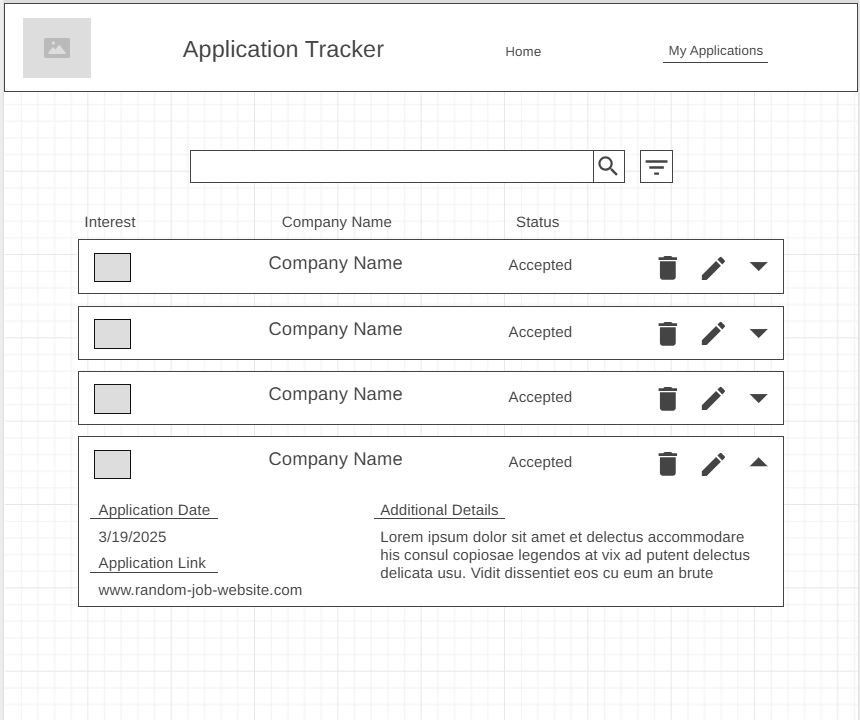 Application Tracker
Home
My Applications
Interest
Company Name
Status
Company Name
Accepted
Company Name
Accepted
Company Name
Accepted
Company Name
Accepted
Application Date
3/19/2025
Application Link
www.random-job-website.com
Additional Details
Lorem ipsum dolor sit amet et delectus accommodare
his consul copiosae legendos at vix ad putent delectus
delicata usu. Vidit dissentiet eos cu eum an brute